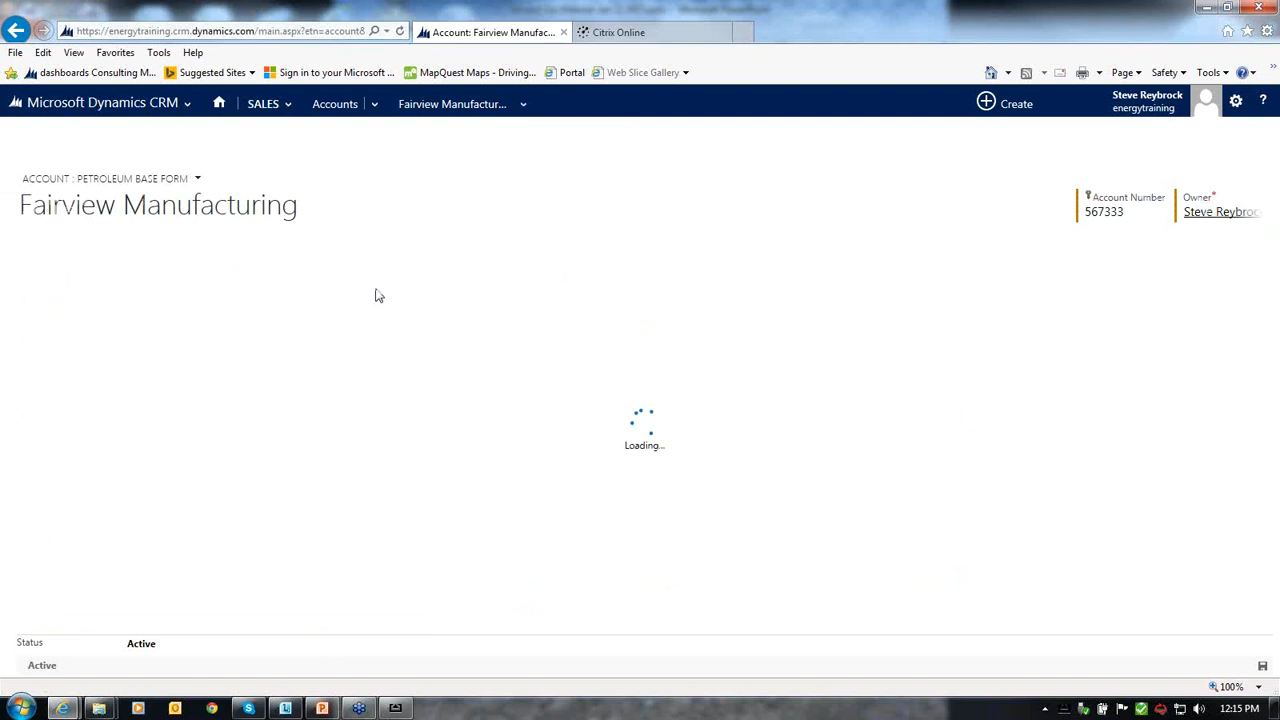 https://energytraining.crm.dynamics.com/main.aspx?etn=account&
Account: Fairview Manufac...
Citrix Online
File Edit View Favorites Tools Help
dashboards Consulting M...
Suggested Sites
Sign in to your Microsoft ...
MapQuest Maps - Driving,...
Portal
Web Slice Gallery
Page
Safety
Tools
Microsoft Dynamics CRM
SALES
Accounts
Fairview Manufactur...
Create
Steve Reybrock
energytraining
ACCOUNT : PETROLEUM BASE FORM
Fairview Manufacturing
Account Number
567333
Owner*
Steve Reybroc
Loading...
Status Active
Active
100%
12:15 PM